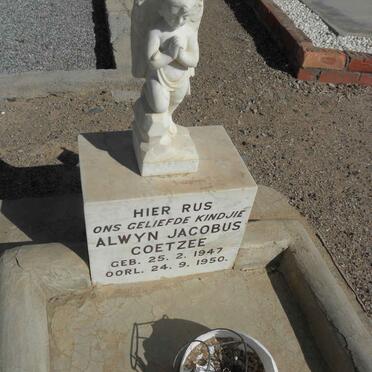 HIER RUS
ONS GELIEFDE KINDJIE
ALWYN JACOBUS
COETZEE
GEB. 25. 2. 1947
OORL. 24. 9. 1950.